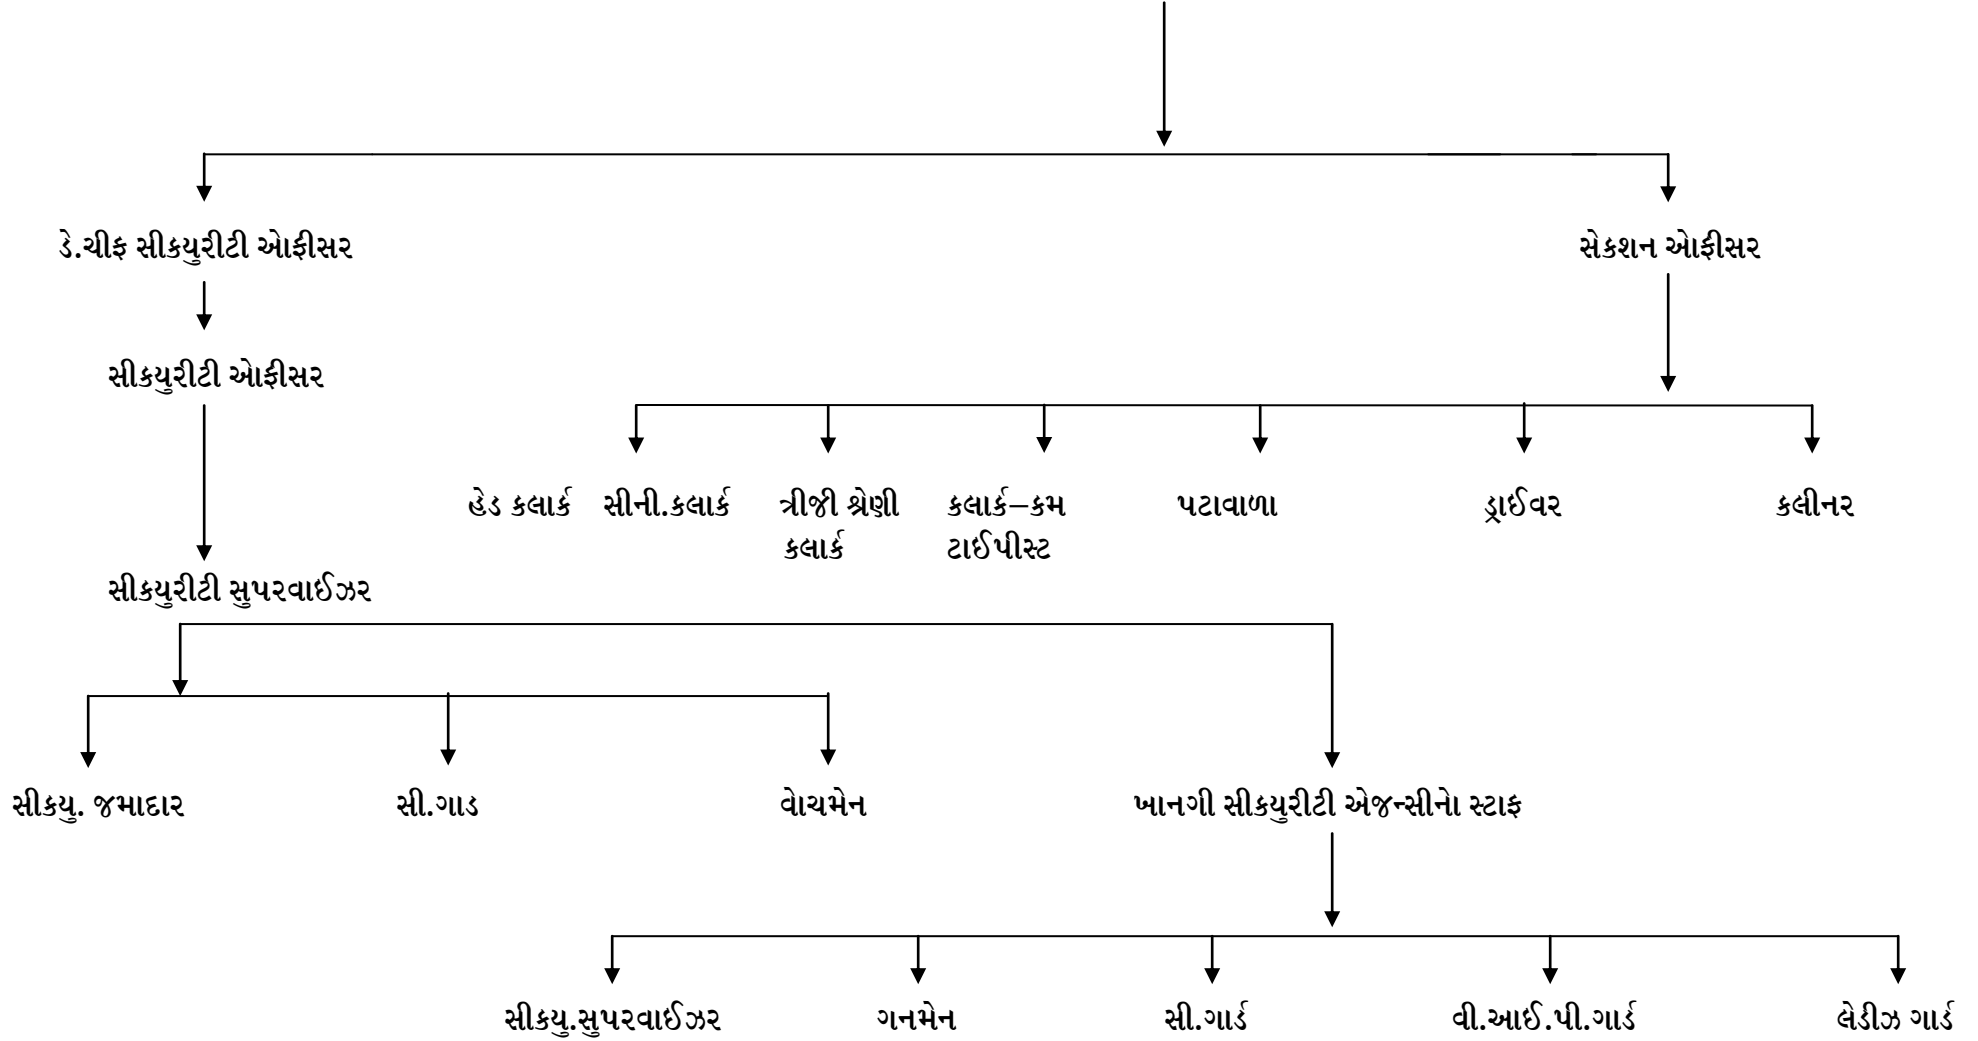 ડે.ચીફ સીકયુરીટી ઓફીસર
સેકશન ઓફીસર
સીકયુરીટી ઓફીસર
હેડ કલાર્ક
સીની.કલાર્ક
ત્રીજી શ્રેણી
કલાર્ક
કલાર્ક–કમ
ટાઈપીસ્ટ
પટાવાળા
ડ્રાઈવર
કલીનર
સીકયુરીટી સુપરવાઈઝર
સીકયુ. જમાદાર
સી.ગાડ
વોચમેન
ખાનગી સીકયુરીટી એજન્સીનો સ્ટાફ
સીકયુ.સુપરવાઈઝર
ગનમેન
સી.ગાર્ડ
વી.આઈ.પી.ગાર્ડ
લેડીઝ ગાર્ડ